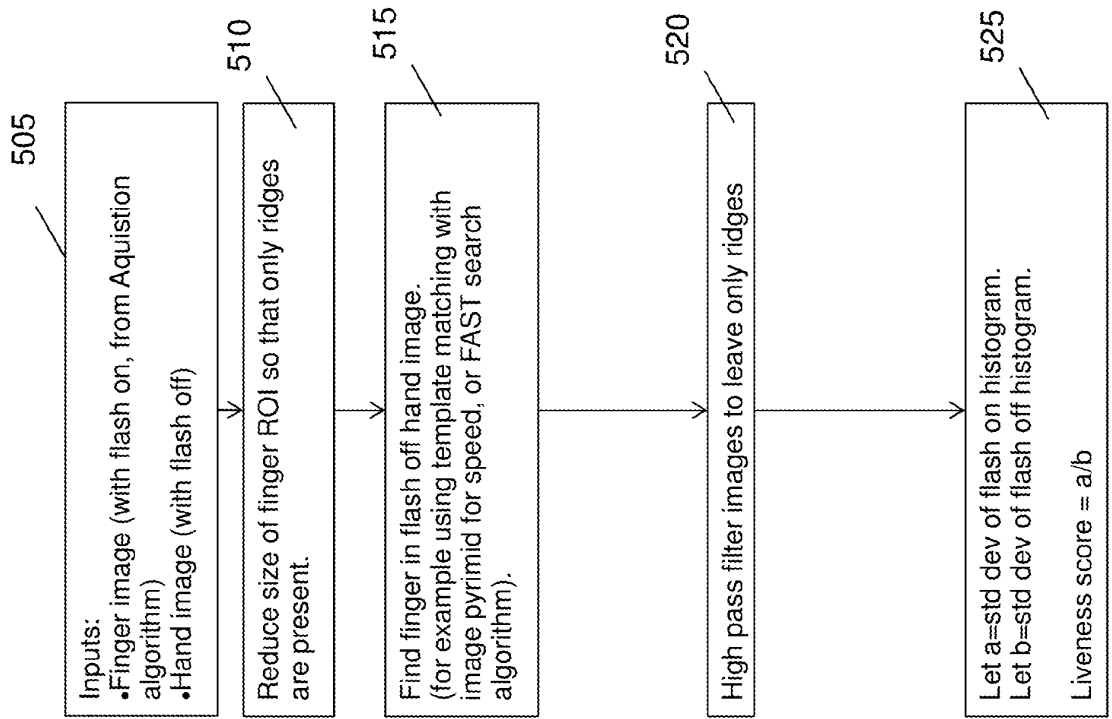 505
Inputs:
•Finger image (with flash on, from Aquistion
algorithm)
•Hand image (with flash off)
510
Reduce size of finger ROI so that only ridges
are present.
515
Find finger in flash off hand image.
(for example using template matching with
image pyrimid for speed, or FAST search
algorithm).
520
High pass filter images to leave only ridges
525
Let a=std dev of flash on histogram.
Let b=std dev of flash off histogram.
Liveness score = a/b